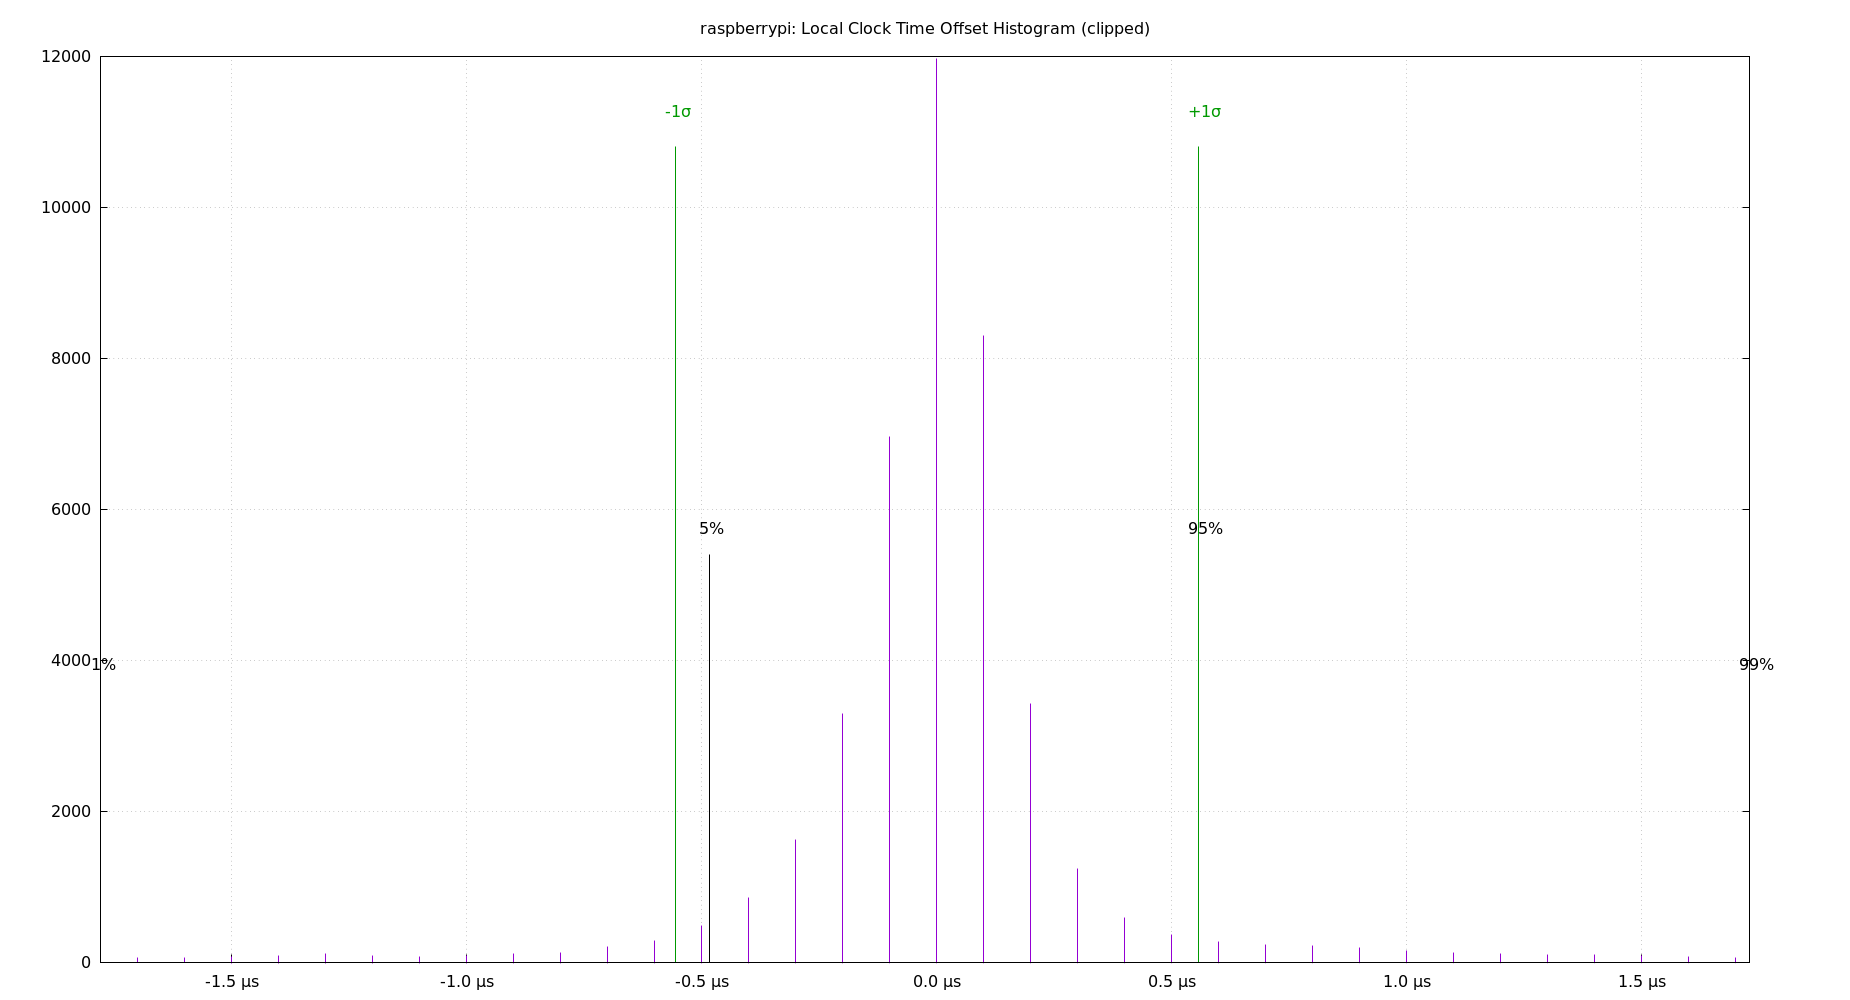 raspberrypi: Local Clock Time Offset Histogram (clipped)
12000
-1σ
+1σ
10000
8000
6000
5%
95%
4000
1%
99%
2000
0
-1.5 μs
-1.0 μs
-0.5 μs
0.0 μs
0.5 μs
1.0 μs
1.5 μs